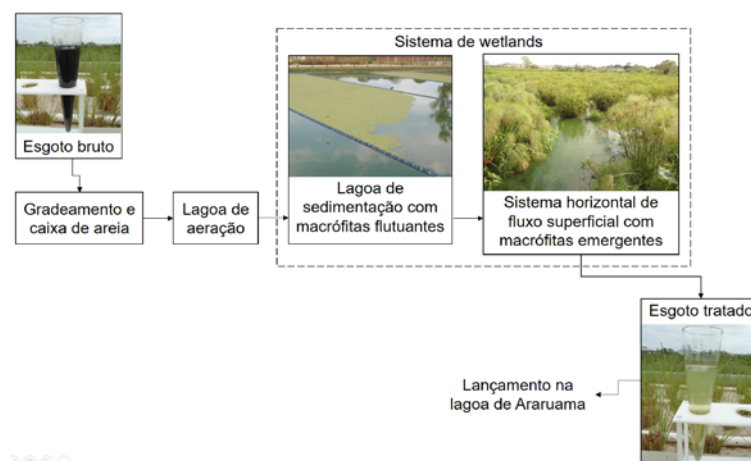 Sistema de wetlands
Esgoto bruto
Gradeamento e
caixa de areia
Lagoa de
aeração
Lagoa de
sedimentação com
macrófitas flutuantes
Sistema horizontal de
fluxo superficial com
macrófitas emergentes
Esgoto tratado
Lançamento na
lagoa de Araruama